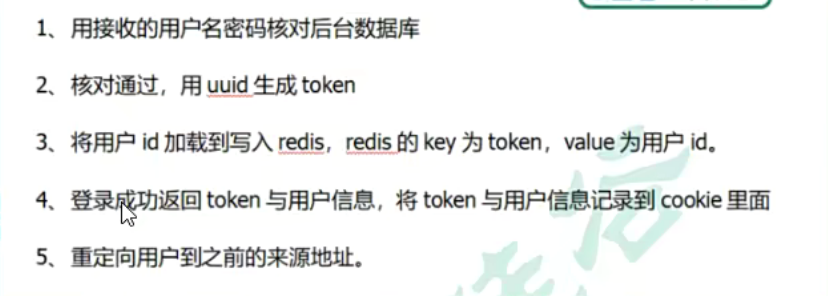 1、用接收的用户名密码核对后台数据库
2、核对通过，用 uuid 生成 token
3、将用户 id 加载到写入 redis，redis 的 key 为 token，value 为用户 id。
4、登录成功返回 token 与用户信息，将 token 与用户信息记录到 cookie 里面
5、重定向用户到之前的来源地址。